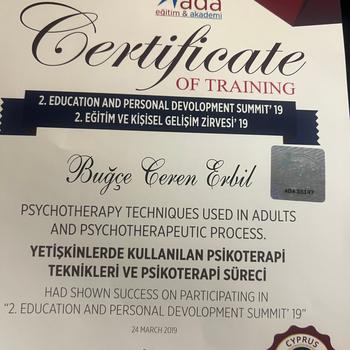 ada
eğitim & akademi
Certificate
OF TRAINING
2. EDUCATION AND PERSONAL DEVOLOPMENT SUMMIT' 19
2. EĞİTİM VE KİŞİSEL GELİŞİM ZİRVESİ' 19
Buğçe Ceren Erbil
PSYCHOTHERAPY TECHNIQUES USED IN ADULTS
AND PSYCHOTHERAPEUTIC PROCESS.
YETİŞKİNLERDE KULLANILAN PSİKOTERAPİ
TEKNİKLERİ VE PSİKOTERAPİ SÜRECİ
HAD SHOWN SUCCESS ON PARTICIPATING IN
“2. EDUCATION AND PERSONAL DEVOLOPMENT SUMMIT' 19”
24 MARCH 2019
CYPRUS